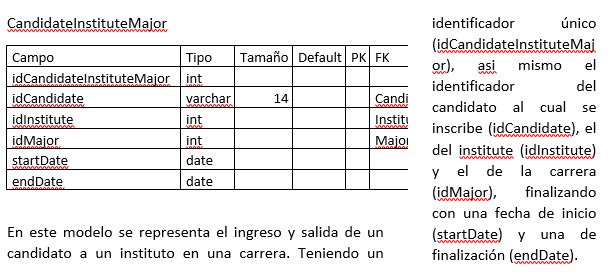 CandidateInstituteMajor
Campo Tipo Tamaño Default PK FK
idCandidateInstituteMajor int
idCandidate varchar 14 Candi
idInstitute int Institu
idMajor int Major
startDate date
endDate date
En este modelo se representa el ingreso y salida de un
candidato a un instituto en una carrera. Teniendo un
identificador único
(idCandidateInstituteMaj
or), asi mismo el
identificador del
candidato al cual se
inscribe (idCandidate), el
del institute (idInstitute)
y el de la carrera
(idMajor), finalizando
con una fecha de inicio
(startDate) y una de
finalización (endDate).